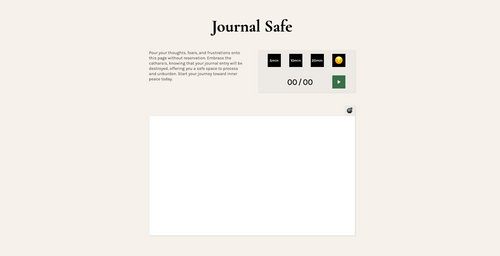 Journal Safe
Pour your thoughts, fears, and frustrations onto
this page without reservation. Embrace the
catharsis, knowing that your journal entry will be
destroyed, offering you a safe space to process
and unburden. Start your journey toward inner
peace today.
5min 10min 20min
00 / 00